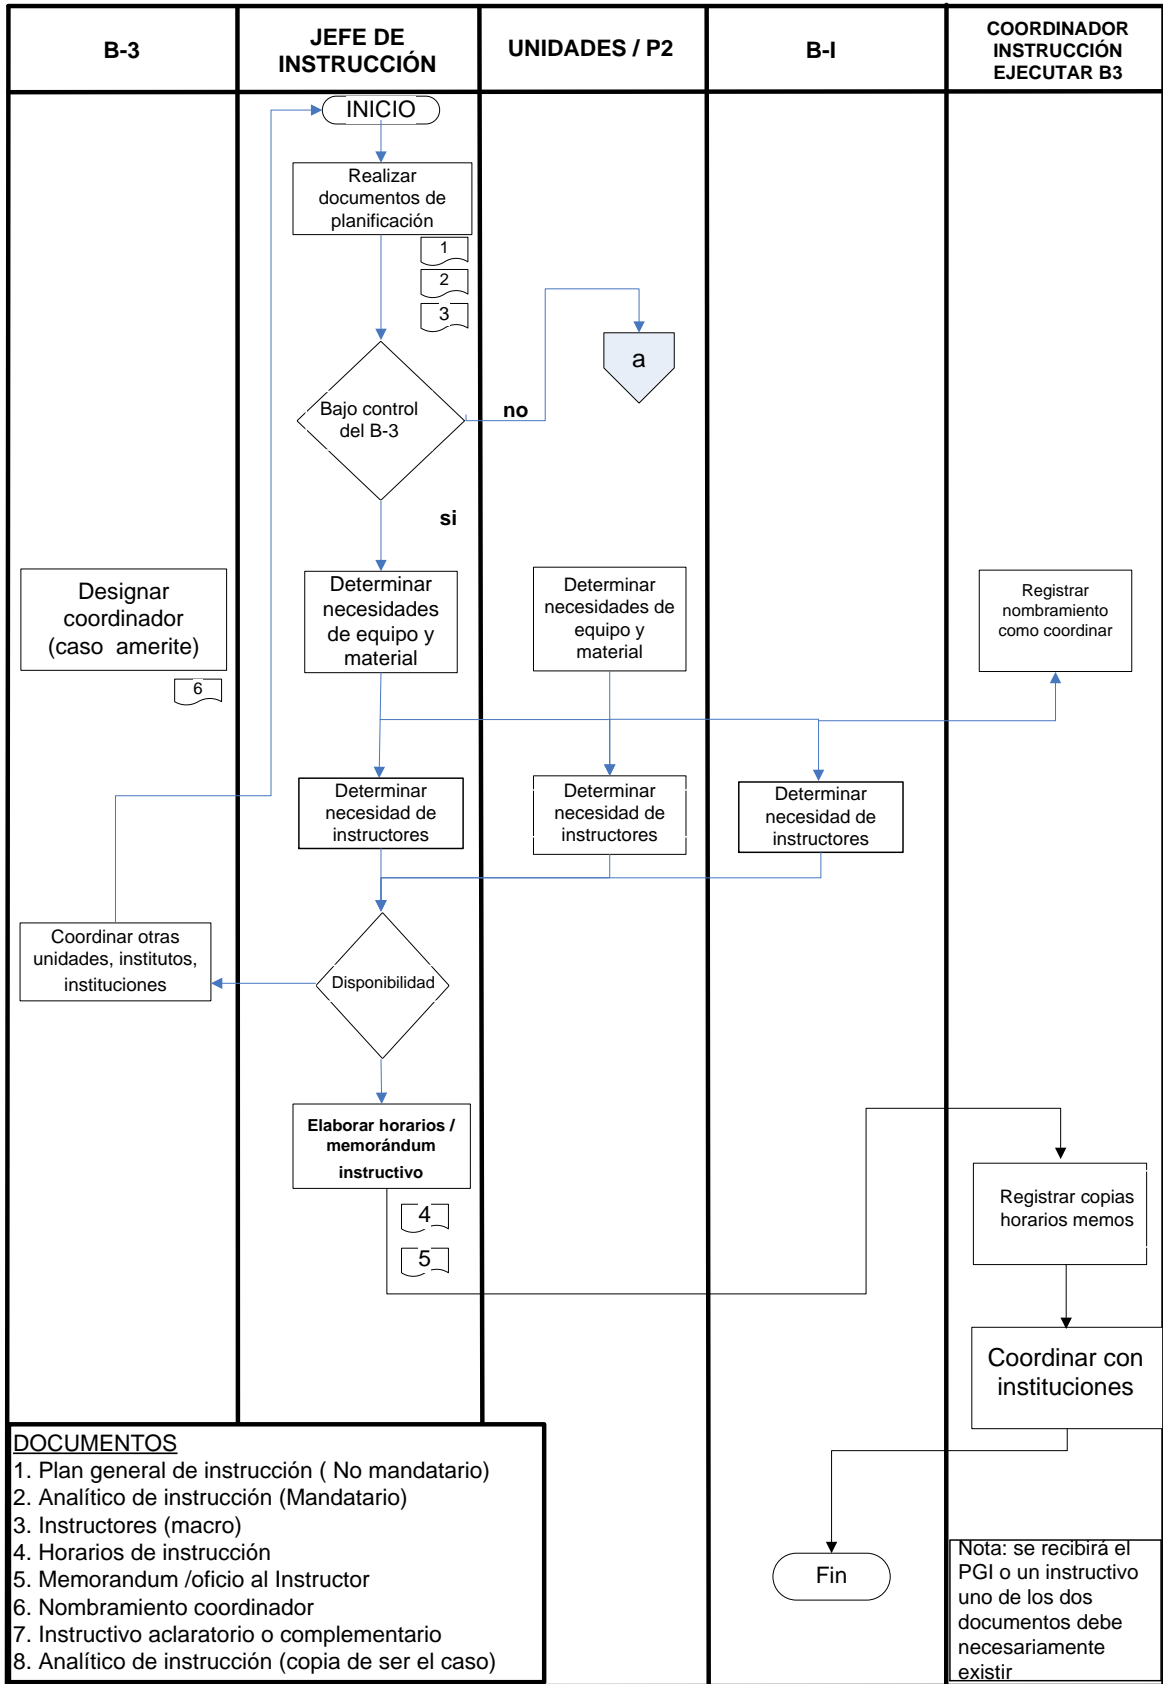 B-3
JEFE DE
INSTRUCCIÓN
UNIDADES / P2
B-I
COORDINADOR
INSTRUCCIÓN
EJECUTAR B3
INICIO
Realizar
documentos de
planificación
1
2
3
a
Bajo control
del B-3
no
si
Designar
coordinador
(caso amerite)
6
Determinar
necesidades
de equipo y
material
Determinar
necesidades de
equipo y
material
Registrar
nombramiento
como coordinar
Determinar
necesidad de
instructores
Determinar
necesidad de
instructores
Determinar
necesidad de
instructores
Coordinar otras
unidades, institutos,
instituciones
Disponibilidad
Elaborar horarios /
memorándum
instructivo
4
5
Registrar copias
horarios memos
Coordinar con
instituciones
Fin
DOCUMENTOS
1. Plan general de instrucción ( No mandatario)
2. Analítico de instrucción (Mandatario)
3. Instructores (macro)
4. Horarios de instrucción
5. Memorandum /oficio al Instructor
6. Nombramiento coordinador
7. Instructivo aclaratorio o complementario
8. Analítico de instrucción (copia de ser el caso)
Nota: se recibirá el
PGI o un instructivo
uno de los dos
documentos debe
necesariamente
existir